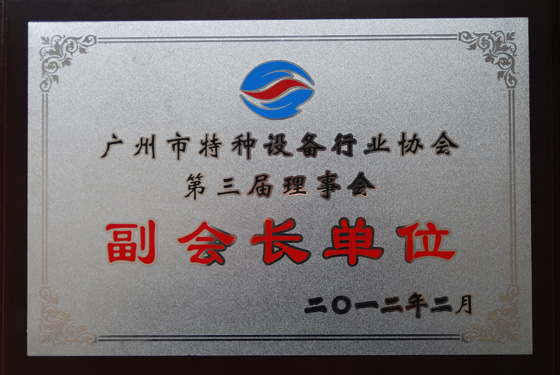 广州市特种设备行业协会
第三届理事会
副会长单位
二〇一二年二月